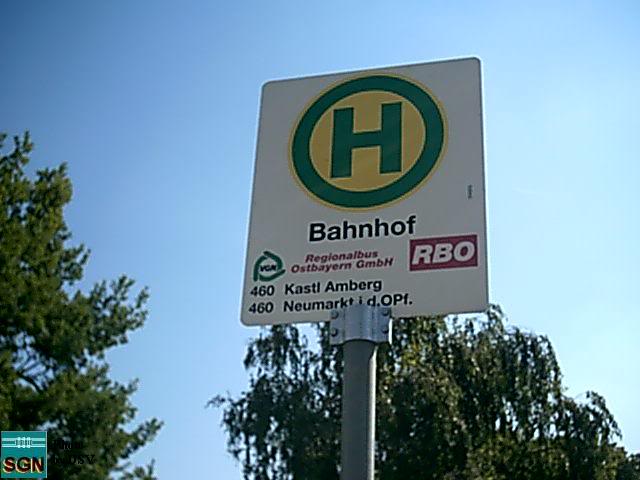 H
Bahnhof
VGN
Regionalbus
Ostbayern GmbH
RBO
460 Kastl Amberg
460 Neumarkt i.d.OPf.
SGN